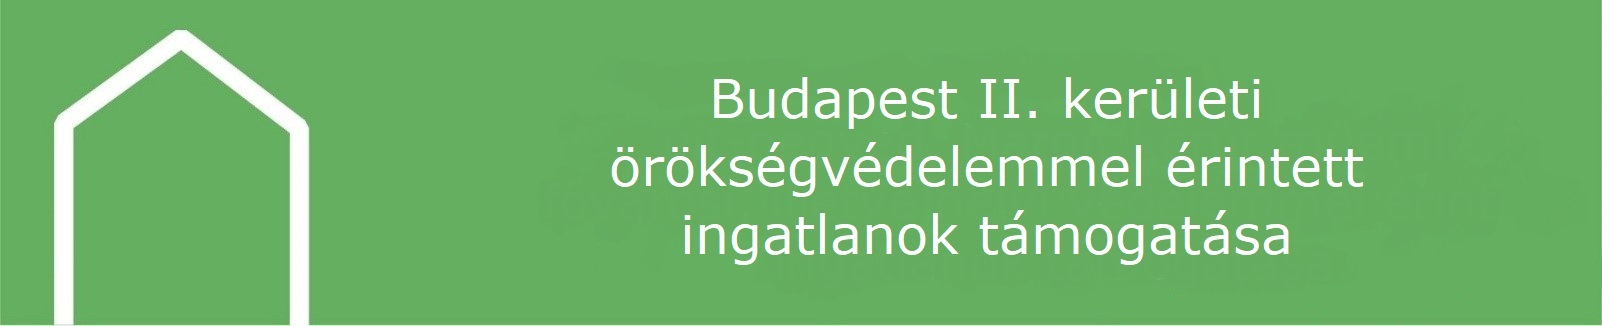 Budapest II. kerületi
örökségvédelemmel érintett
ingatlanok támogatása